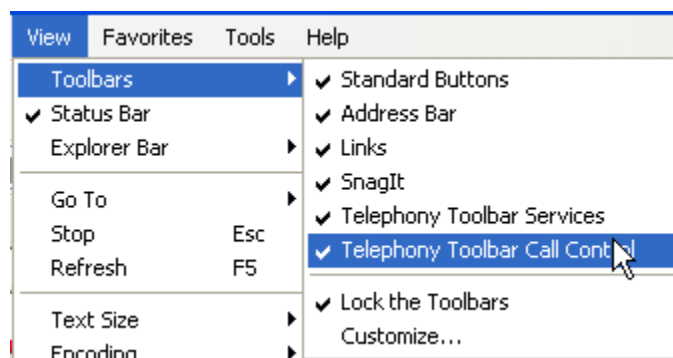 View Favorites Tools Help
Toolbars
Status Bar
Explorer Bar
Go To
Stop Esc
Refresh F5
Text Size
Encoding
Standard Buttons
Address Bar
Links
SnagIt
Telephony Toolbar Services
Telephony Toolbar Call Control
Lock the Toolbars
Customize...